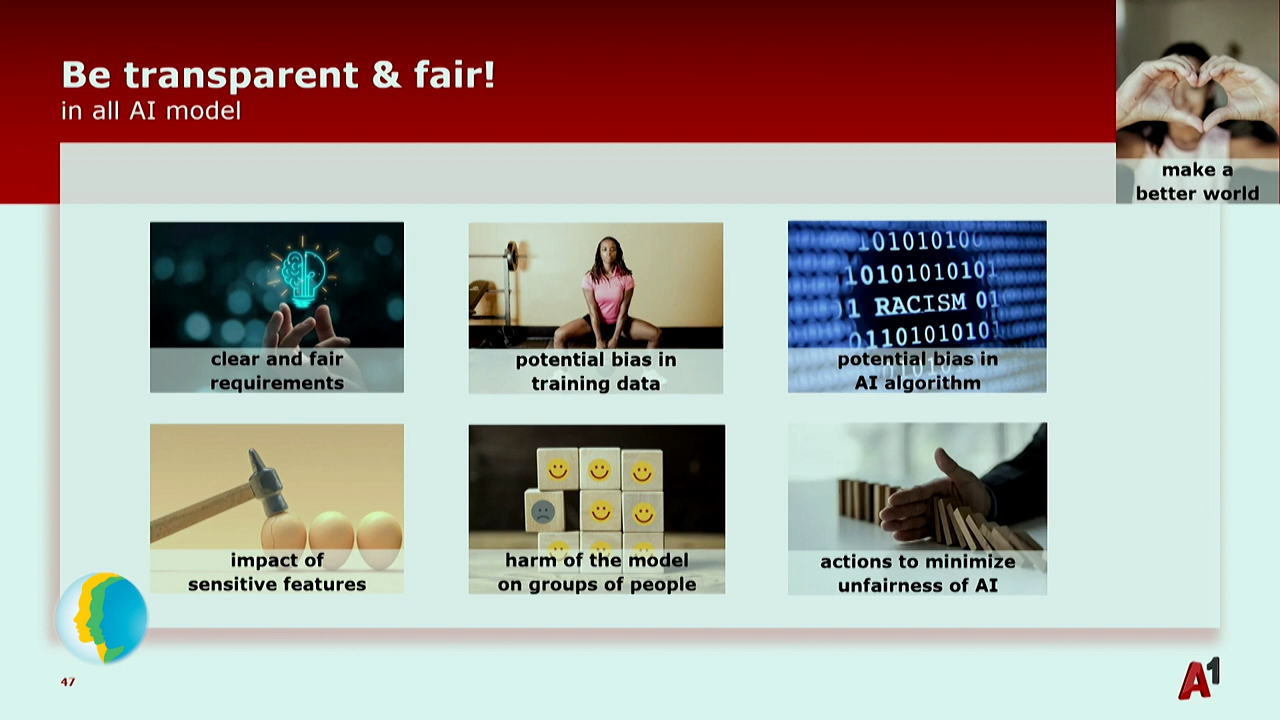 Be transparent & fair!
in all AI model
make a
better world
10101010
1010101010
1 RACISM 01
0110101010
clear and fair
requirements
potential bias in
training data
potential bias in
AI algorithm
impact of
sensitive features
harm of the model
on groups of people
actions to minimize
unfairness of AI
47
A1